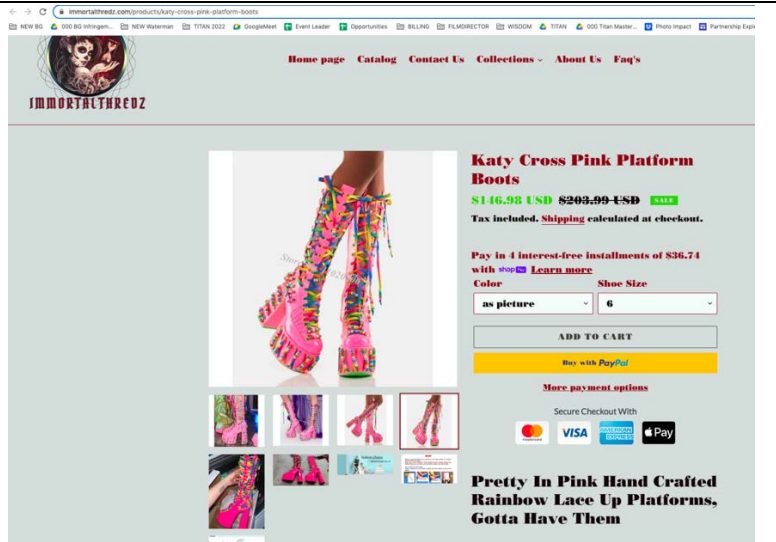 immortalthredz.com/products/katy-cross-pink-platform-boots
NEW BG 000 BG Infringem... NEW Waterman TITAN 2022 GoogleMeet Event Leader Opportunities BILLING FILMDIRECTOR WISDOM TITAN 000 Titan Master... Photo Impact Partnership Expl
IMMORTALTHREDZ
Home page Catalog Contact Us Collections About Us Faq's
Katy Cross Pink Platform
Boots
$146.98 USD $203.99 USD SALE
Tax included. Shipping calculated at checkout.
Pay in 4 interest-free installments of $36.74
with shop Pay Learn more
Color Shoe Size
as picture 6
ADD TO CART
Buy with PayPal
More payment options
Secure Checkout With
mastercard VISA AMERICAN EXPRESS Pay
Pretty In Pink Hand Crafted
Rainbow Lace Up Platforms,
Gotta Have Them